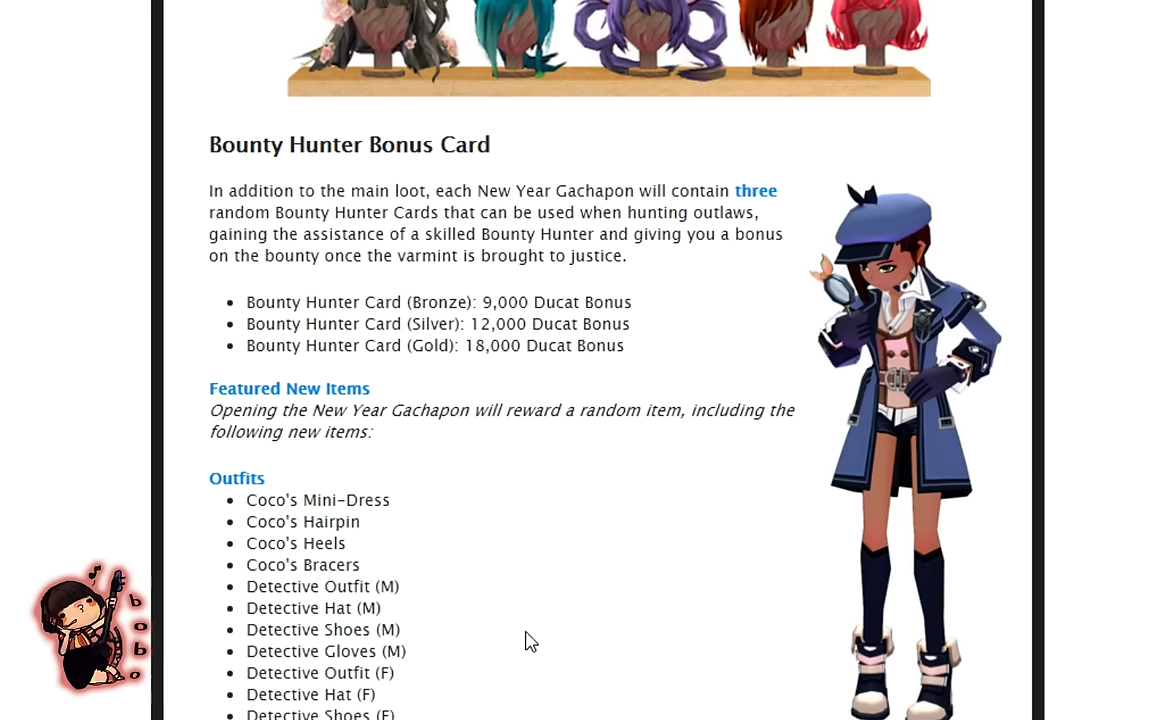 Bounty Hunter Bonus Card
In addition to the main loot, each New Year Gachapon will contain three
random Bounty Hunter Cards that can be used when hunting outlaws,
gaining the assistance of a skilled Bounty Hunter and giving you a bonus
on the bounty once the varmint is brought to justice.
• Bounty Hunter Card (Bronze): 9,000 Ducat Bonus
• Bounty Hunter Card (Silver): 12,000 Ducat Bonus
• Bounty Hunter Card (Gold): 18,000 Ducat Bonus
Featured New Items
Opening the New Year Gachapon will reward a random item, including the
following new items:
Outfits
• Coco's Mini-Dress
• Coco's Hairpin
• Coco's Heels
• Coco's Bracers
• Detective Outfit (M)
• Detective Hat (M)
• Detective Shoes (M)
• Detective Gloves (M)
• Detective Outfit (F)
• Detective Hat (F)
• Detective Shoes (F)
bobo